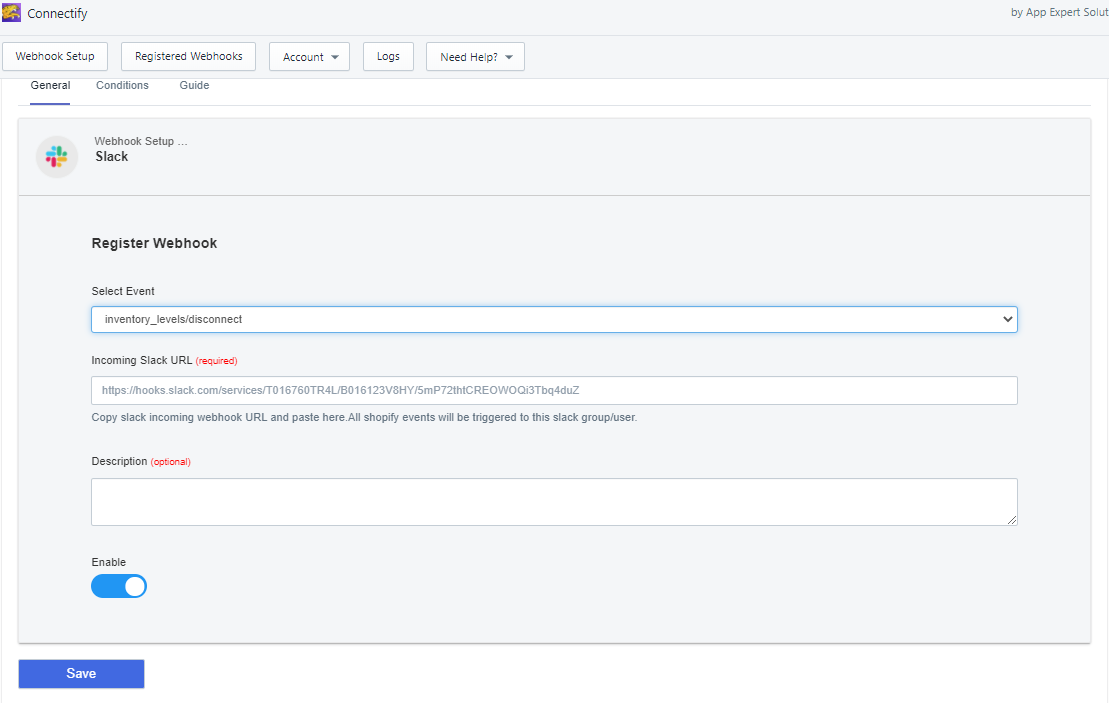 Connectify
by App Expert Solut
Webhook Setup
Registered Webhooks
Account
Logs
Need Help?
General
Conditions
Guide
Webhook Setup ...
Slack
Register Webhook
Select Event
inventory_levels/disconnect
Incoming Slack URL (required)
https://hooks.slack.com/services/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
Copy slack incoming webhook URL and paste here.All shopify events will be triggered to this slack group/user.
Description (optional)
Enable
Save